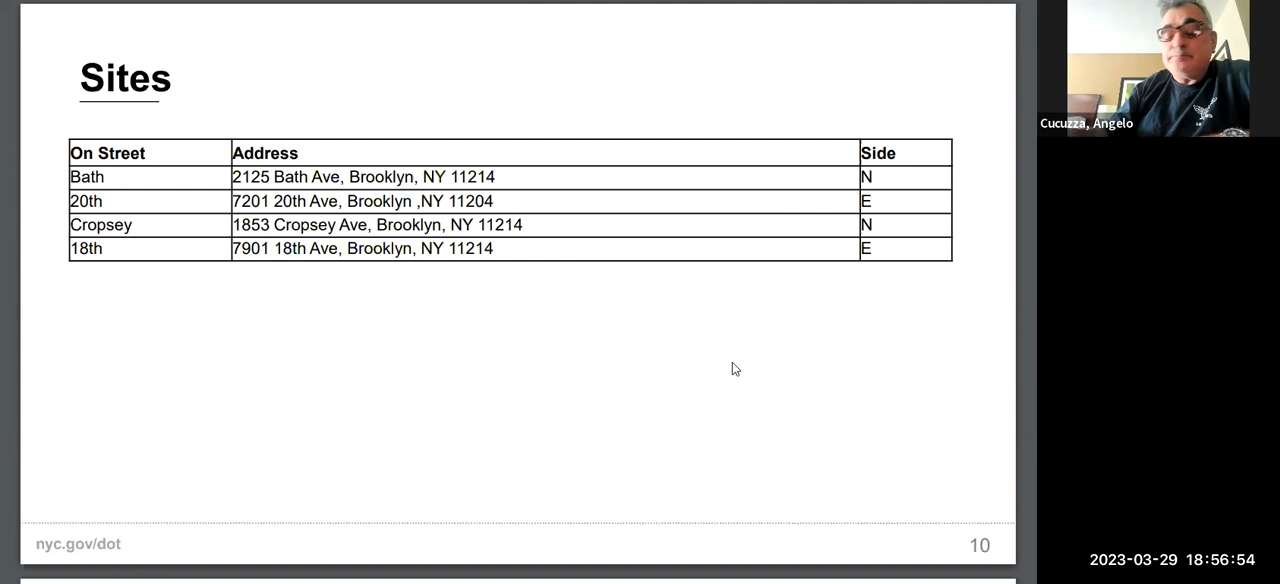 Sites
On Street Address Side
Bath 2125 Bath Ave, Brooklyn, NY 11214 N
20th 7201 20th Ave, Brooklyn ,NY 11204 E
Cropsey 1853 Cropsey Ave, Brooklyn, NY 11214 N
18th 7901 18th Ave, Brooklyn, NY 11214 E
nyc.gov/dot 10
Cucuzza, Angelo
2023-03-29 18:56:54